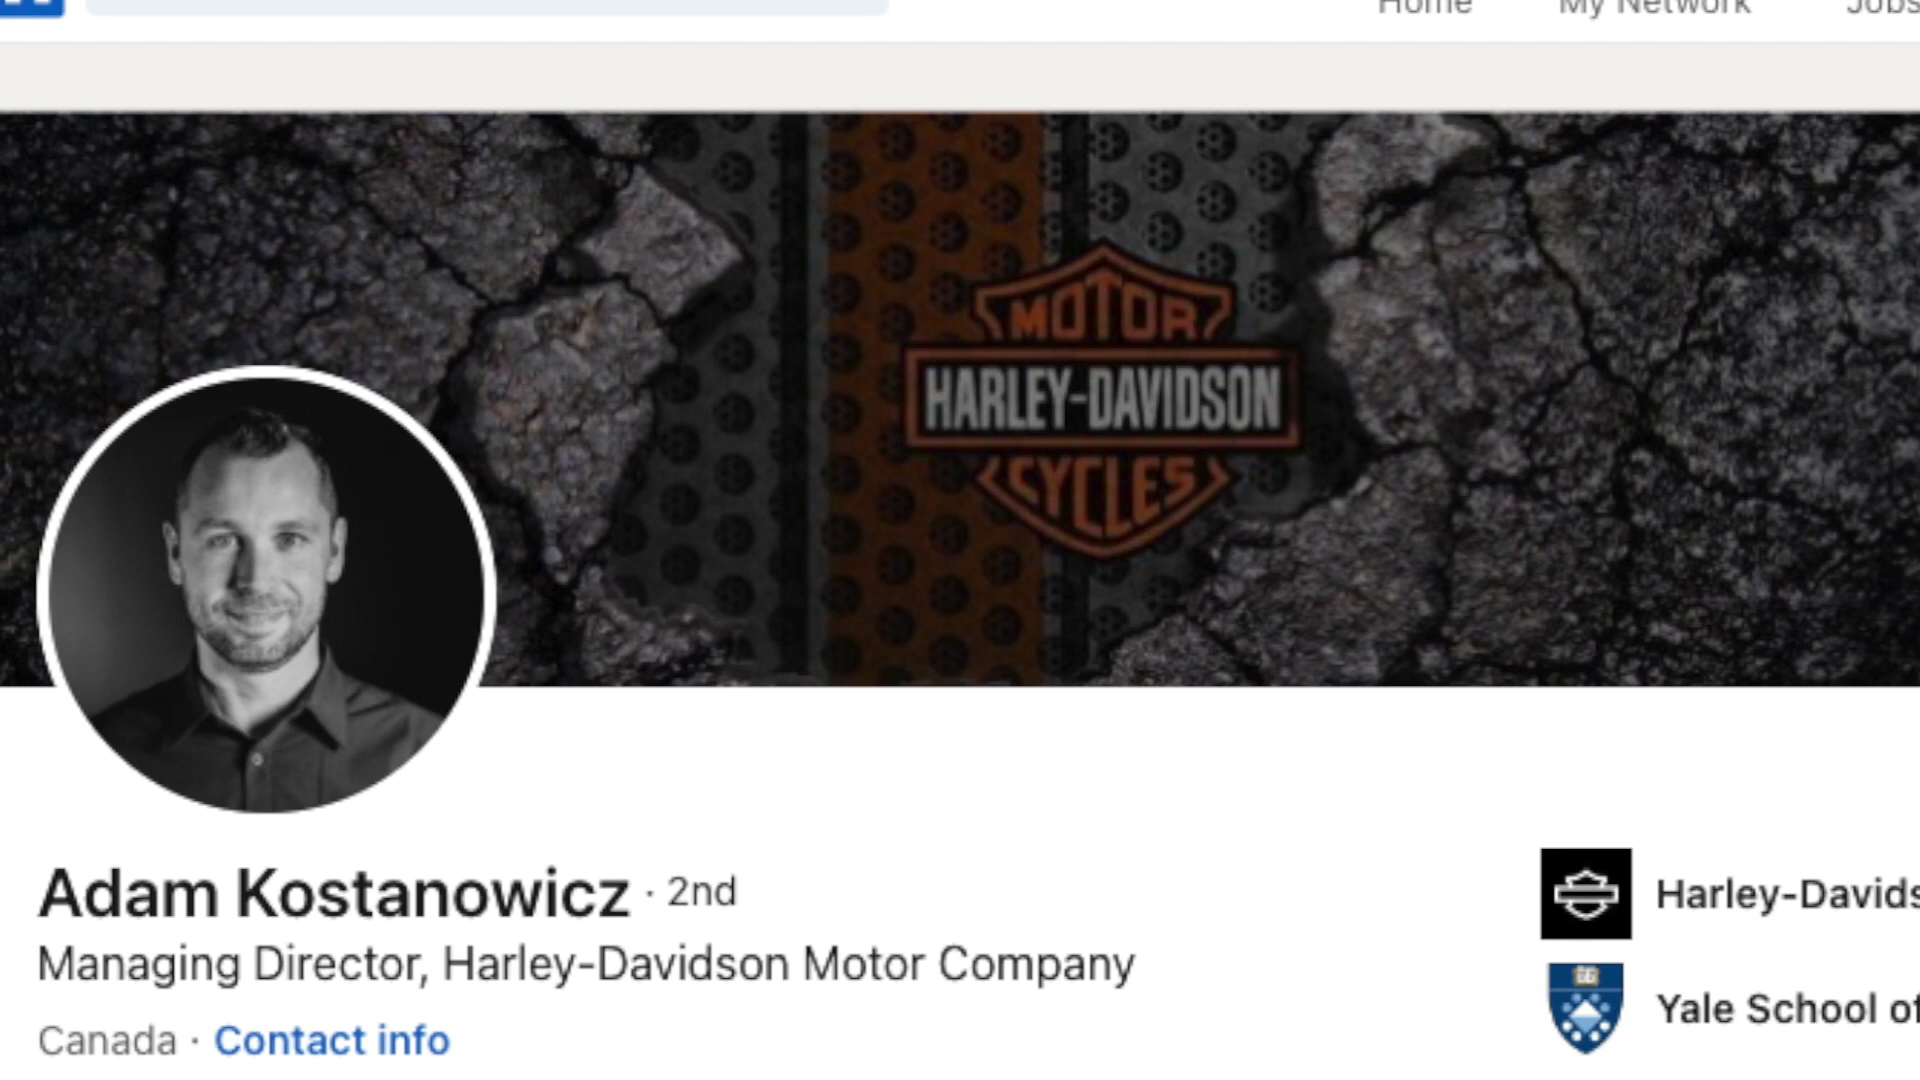 Home My Network Jobs
MOTOR
HARLEY-DAVIDSON
CYCLES
Adam Kostanowicz · 2nd
Managing Director, Harley-Davidson Motor Company
Canada · Contact info
Harley-Davids
Yale School of